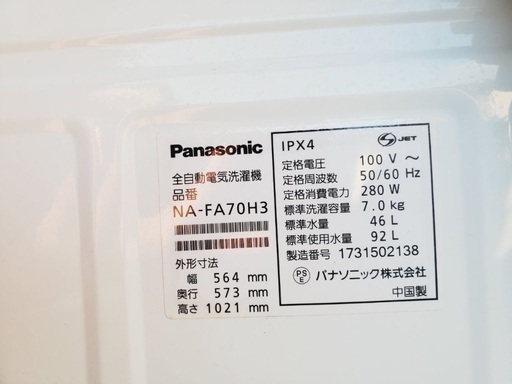 Panasonic
全自動電気洗濯機
品番
NA-FA70H3
外形寸法
幅 564 mm
奥行 573 mm
高さ 1021 mm
IPX4
S JET
定格電圧 100 V ~
定格周波数 50/60 Hz
定格消費電力 280 W
標準洗濯容量 7.0 kg
標準水量 46 L
標準使用水量 92 L
製造番号 1731502138
PS E パナソニック株式会社
中国製